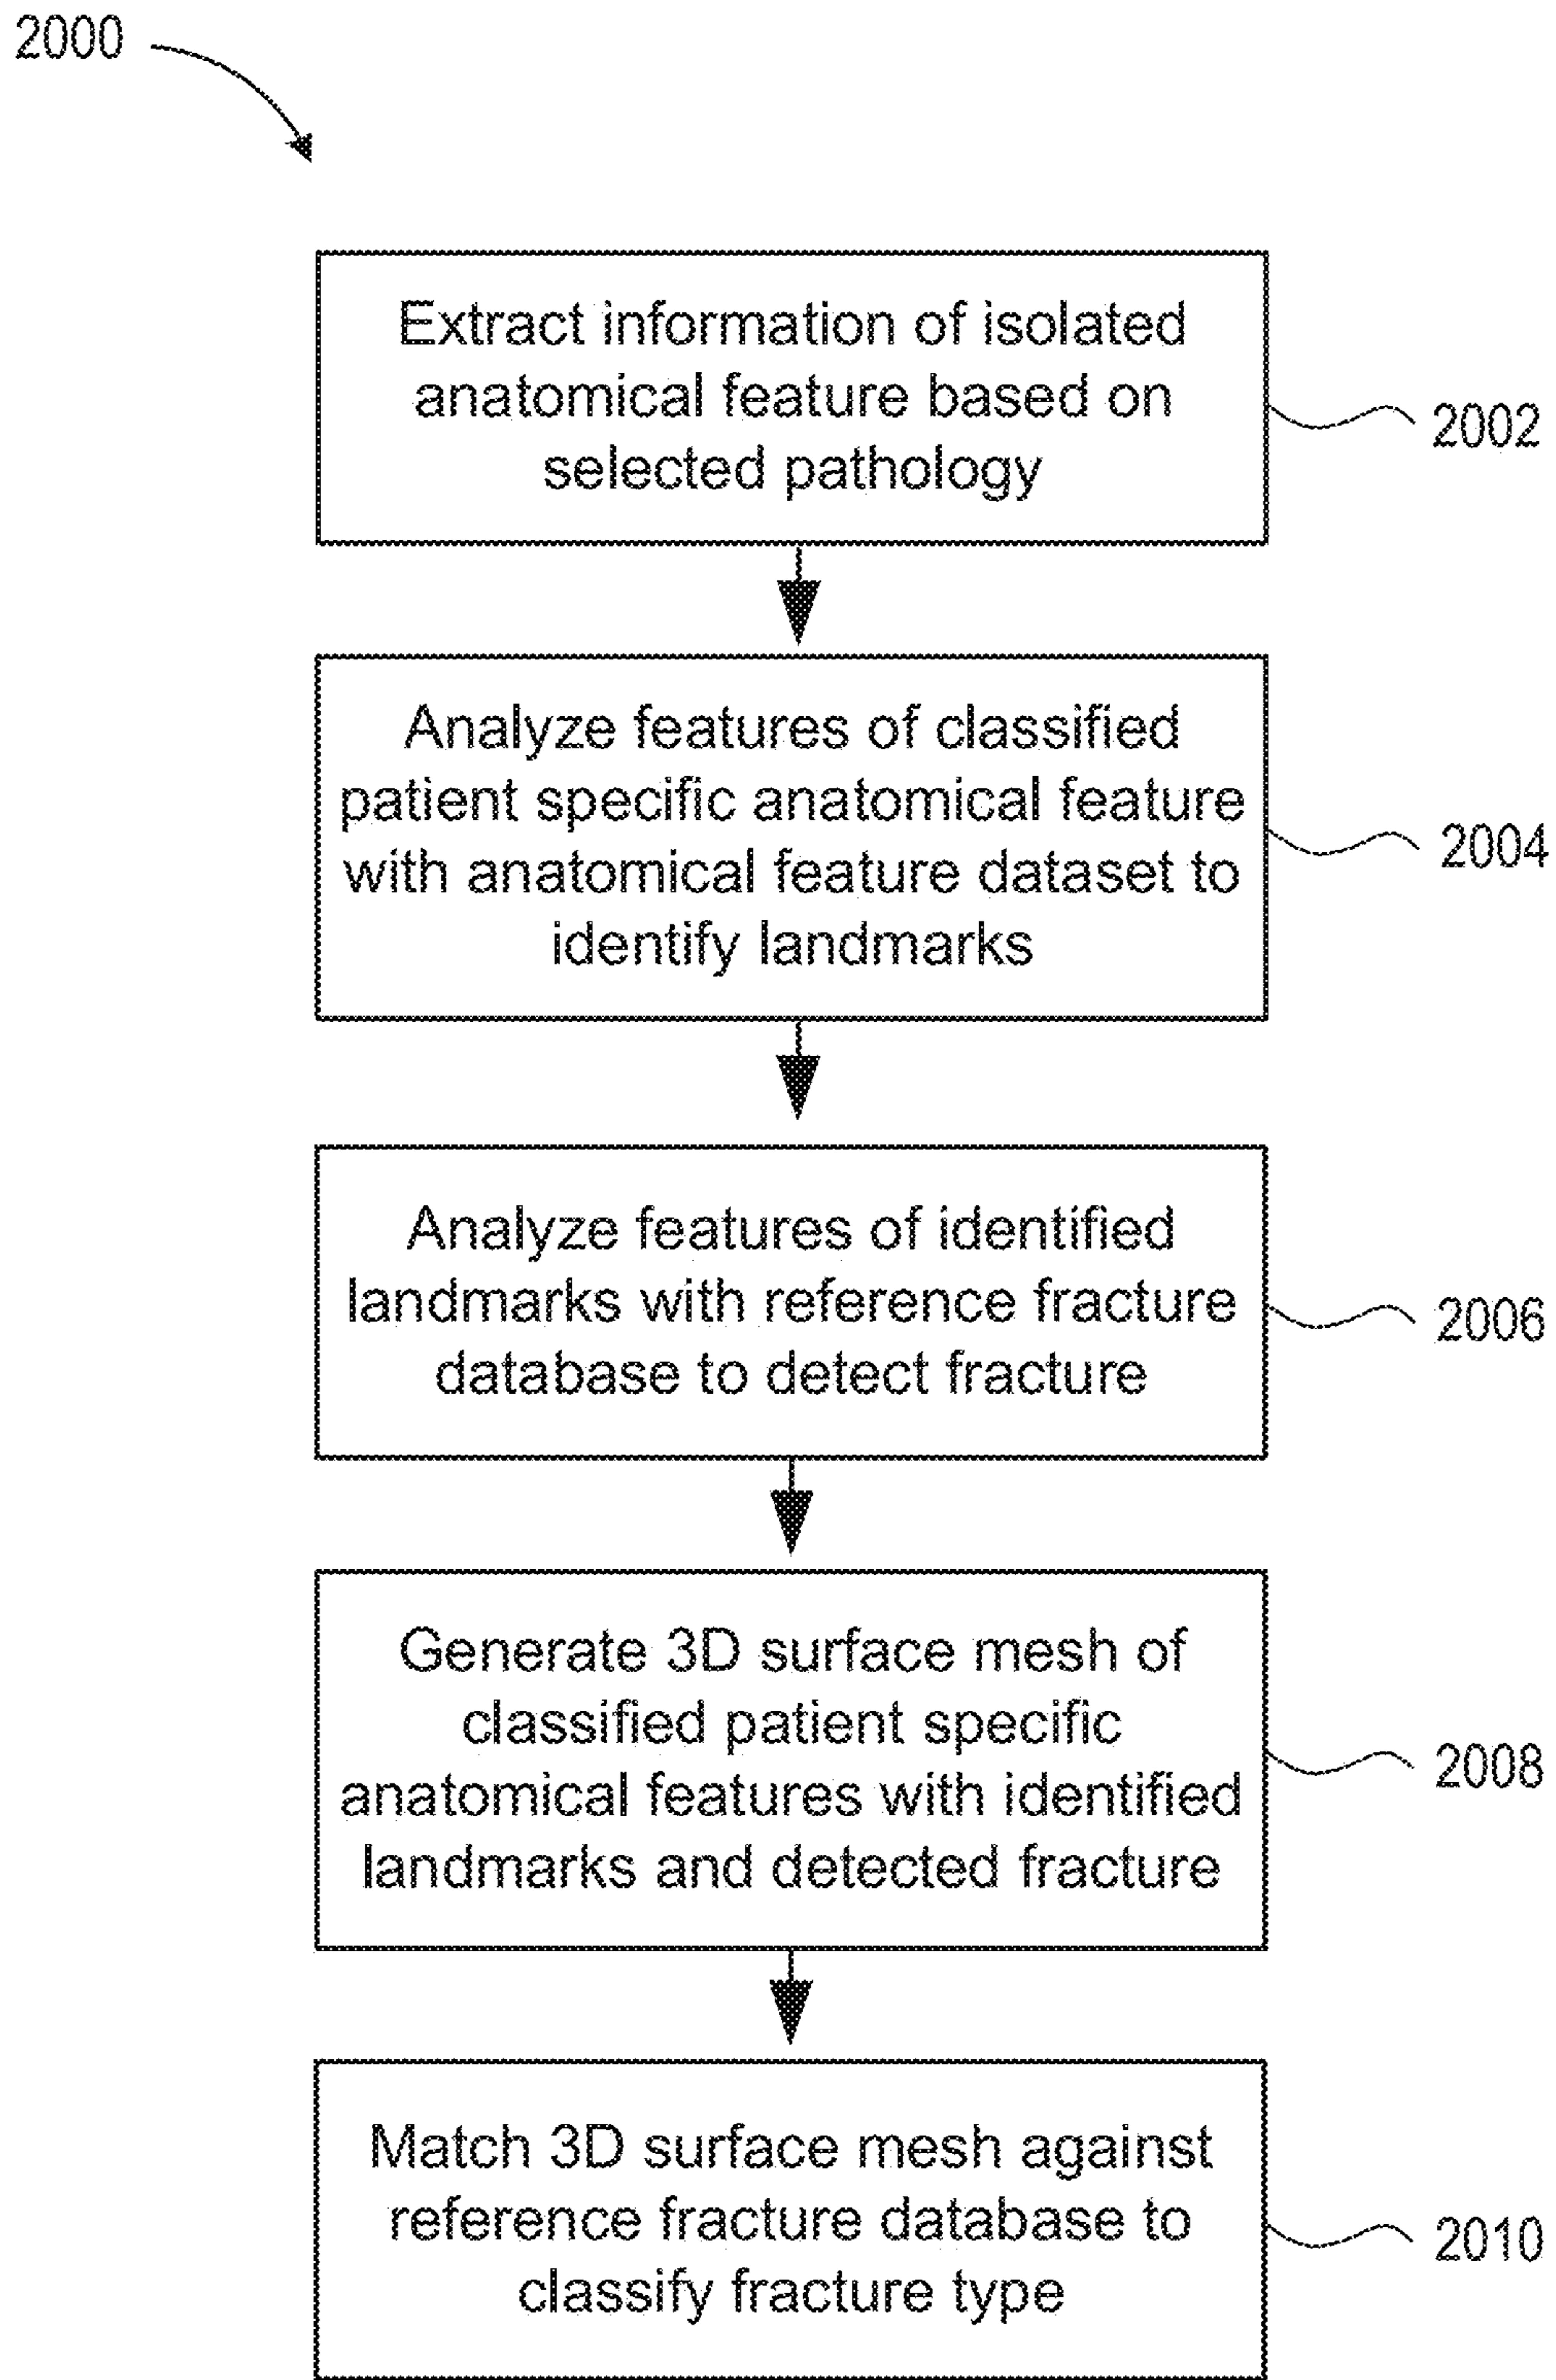 2000
Extract information of isolated
anatomical feature based on
selected pathology
2002
Analyze features of classified
patient specific anatomical feature
with anatomical feature dataset to
identify landmarks
2004
Analyze features of identified
landmarks with reference fracture
database to detect fracture
2006
Generate 3D surface mesh of
classified patient specific
anatomical features with identified
landmarks and detected fracture
2008
Match 3D surface mesh against
reference fracture database to
classify fracture type
2010